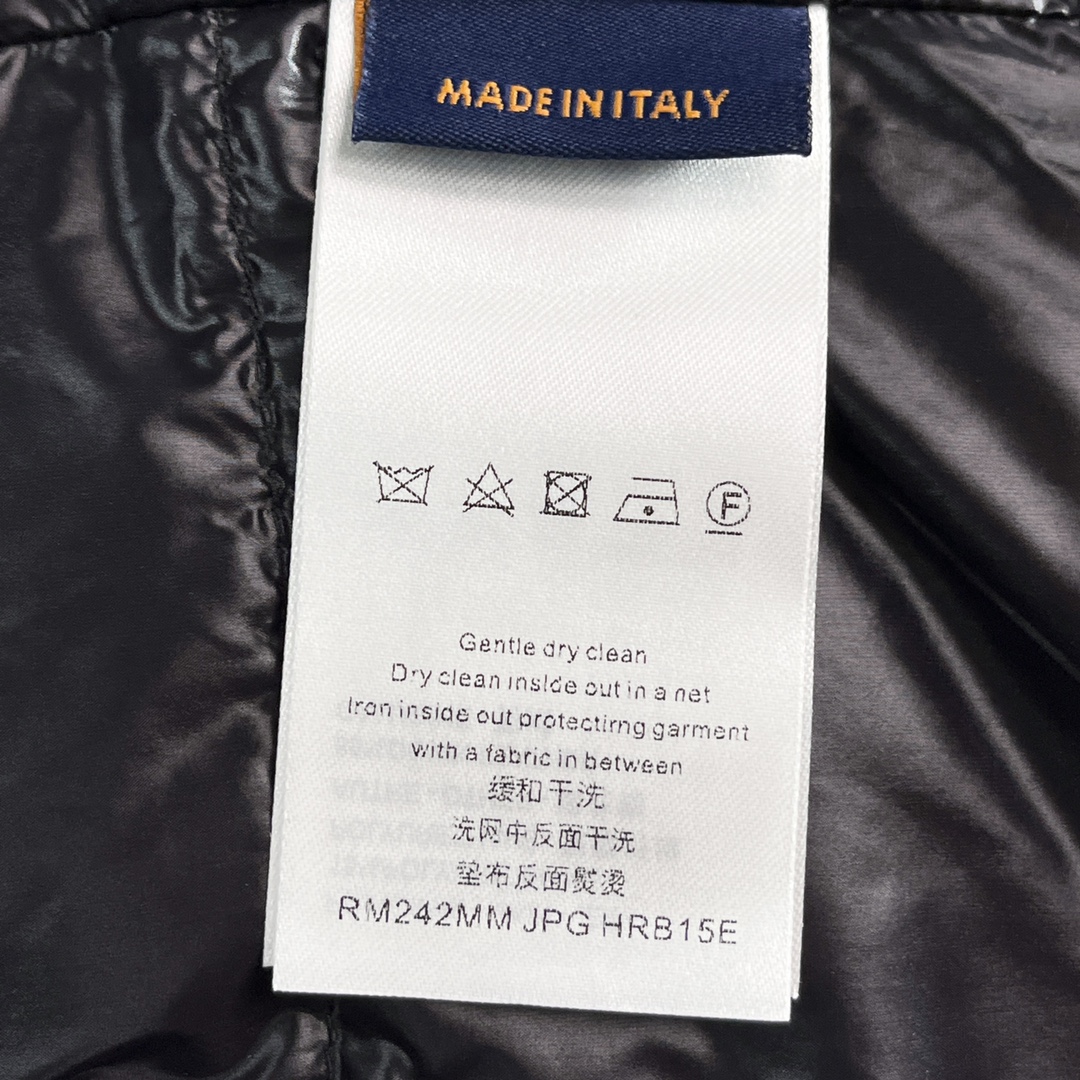 MADE IN ITALY
F
Gentle dry clean
Dry clean inside out in a net
Iron inside out protectirng garment
with a fabric in between
缓和干洗
洗网中反面干洗
垫布反面熨烫
RM242MM JPG HRB15E